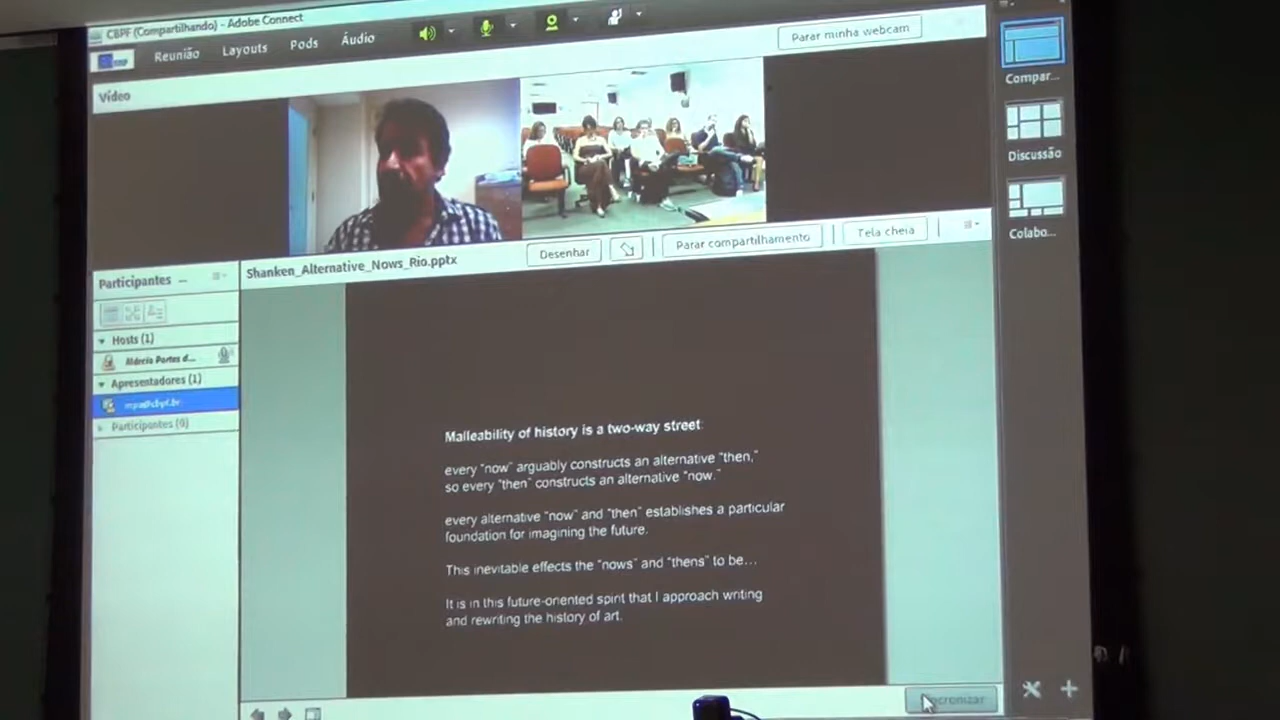 CBPF (Compartilhando) - Adobe Connect
Reunião Layouts Pods Áudio
Parar minha webcam
Vídeo
Compar...
Discussão
Colabo...
Desenhar
Parar compartilhamento
Tela cheia
Participantes ...
Shanken_Alternative_Nows_Rio.pptx
Hosts (1)
Márcia Portes d...
Apresentadores (1)
Participantes (0)
Malleability of history is a two-way street:
every "now" arguably constructs an alternative "then,"
so every "then" constructs an alternative "now."
every alternative "now" and "then" establishes a particular
foundation for imagining the future.
This inevitable effects the "nows" and "thens" to be...
It is in this future-oriented spirit that I approach writing
and rewriting the history of art.